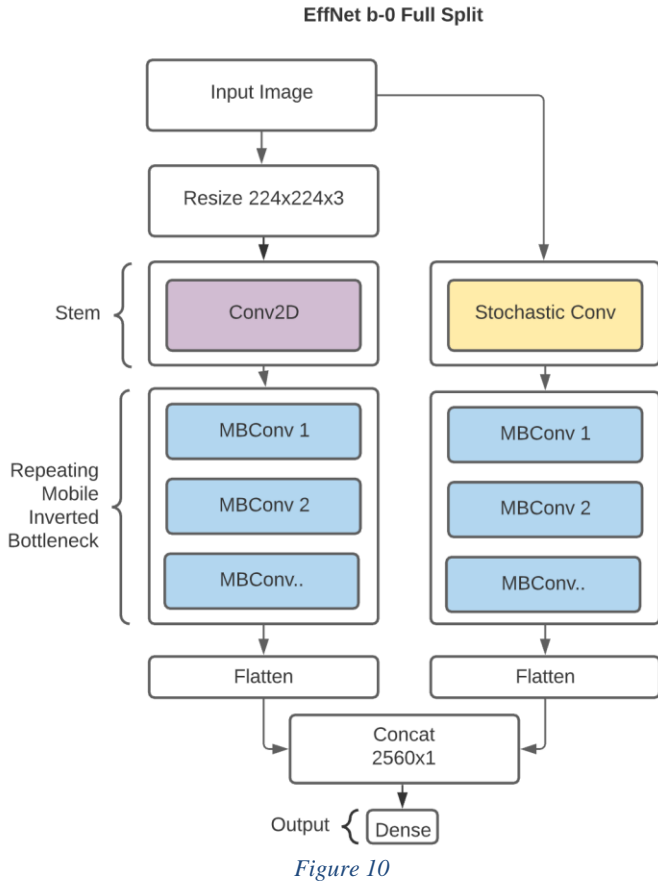 EffNet b-0 Full Split
Input Image
Resize 224x224x3
Stem
Conv2D
Stochastic Conv
Repeating
Mobile
Inverted
Bottleneck
MBConv 1
MBConv 2
MBConv..
MBConv 1
MBConv 2
MBConv..
Flatten
Flatten
Concat
2560x1
Output
Dense
Figure 10